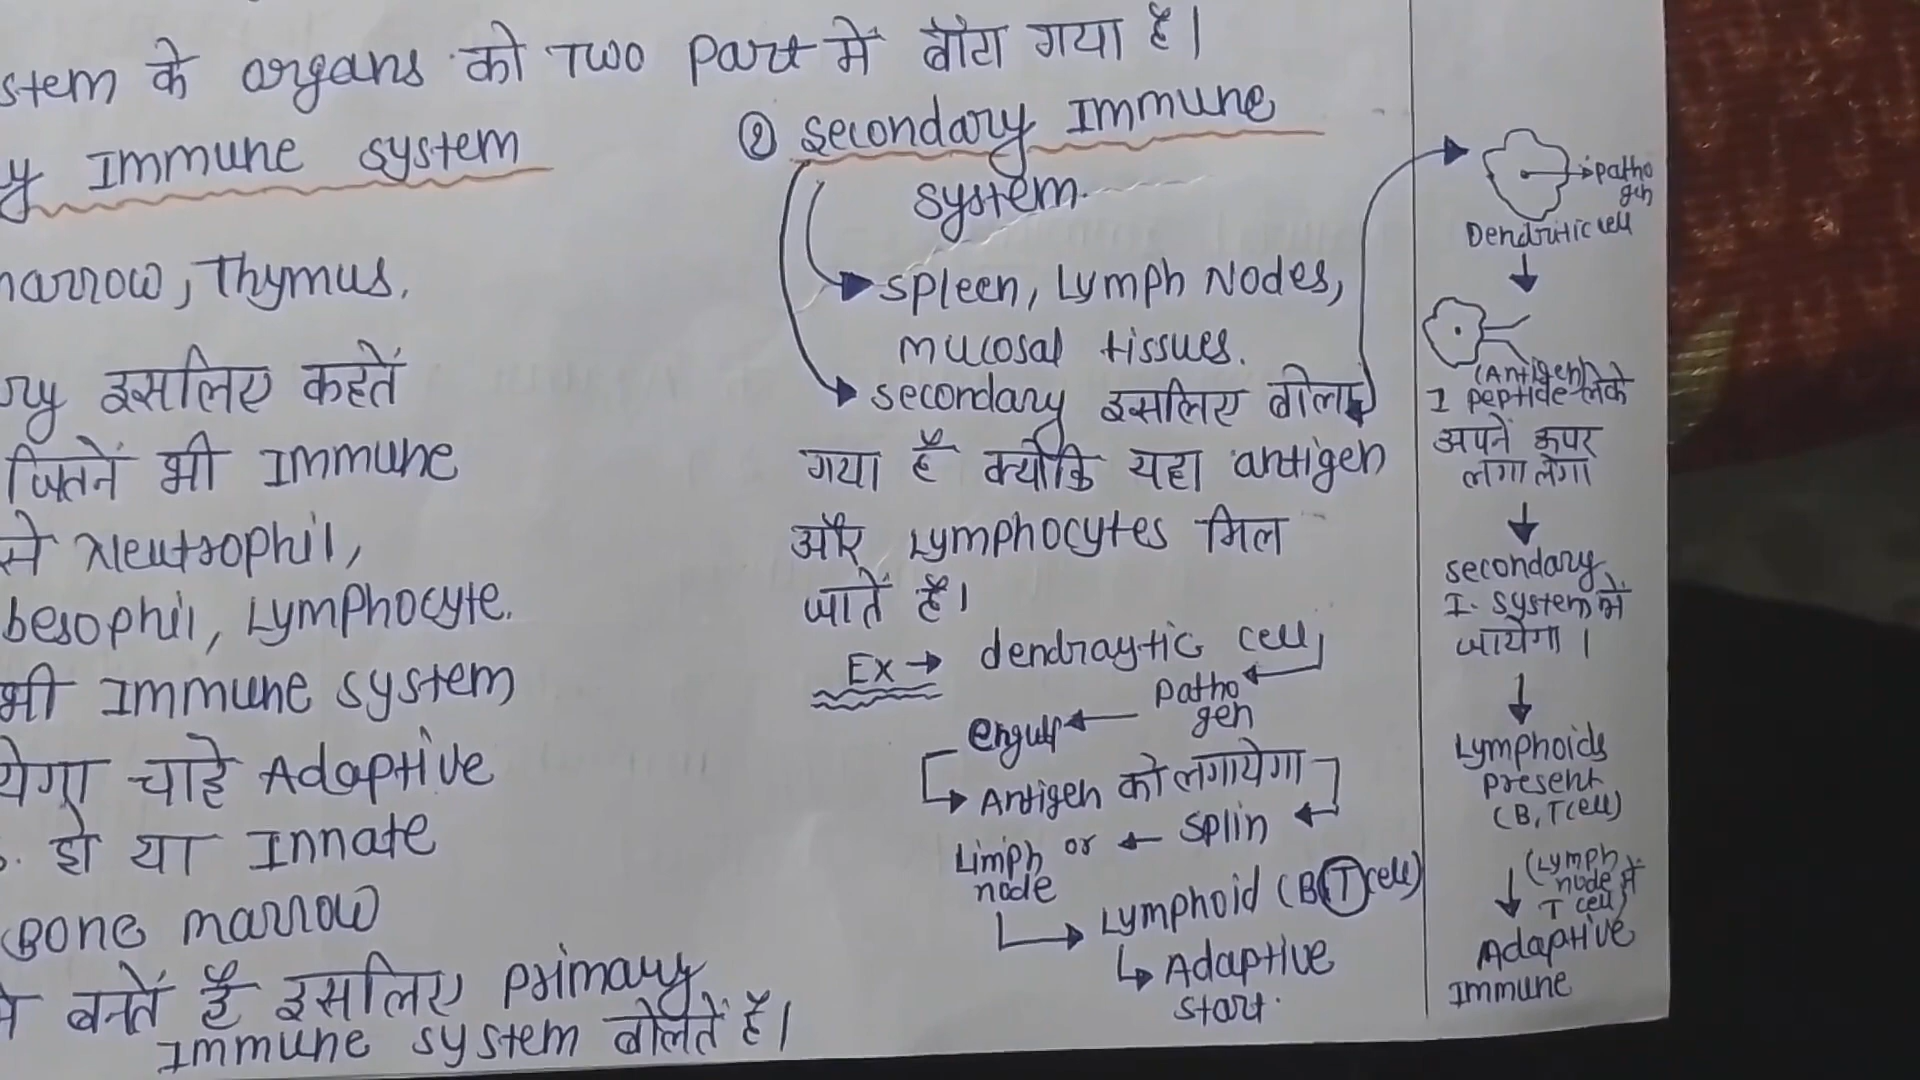 stem के organs को Two Part में बाँटा गया है।
y Immune system
narrow, Thymus,
ry इसलिए कहतें
जितनें भी Immune
से Neutrophil,
besophil, Lymphocyte.
भी Immune system
येगा चाहे Adaptive
हो या Innate
Bone marrow
में बनतें है इसलिए primary
Immune system बोलतें है।
② secondary Immune
system.
spleen, Lymph Nodes,
mucosal tissues.
secondary इसलिए बोला
गया है क्योकि यहा antigen
और Lymphocytes मिल
जातें है।
Ex → dendraytic cell
patho
gen
engulf
Antigen को लगायेगा
splin
or
Limph
node
Lymphoid (B T cell)
Adaptive
start.
patho
gen
Dendritic cell
(Antigen)
I peptide लेके
अपनें ऊपर
लगा लेगा
secondary
I. system में
जायेगा।
Lymphoids
present
(B, T cell)
(Lymph
node में
T cell)
Adaptive
Immune